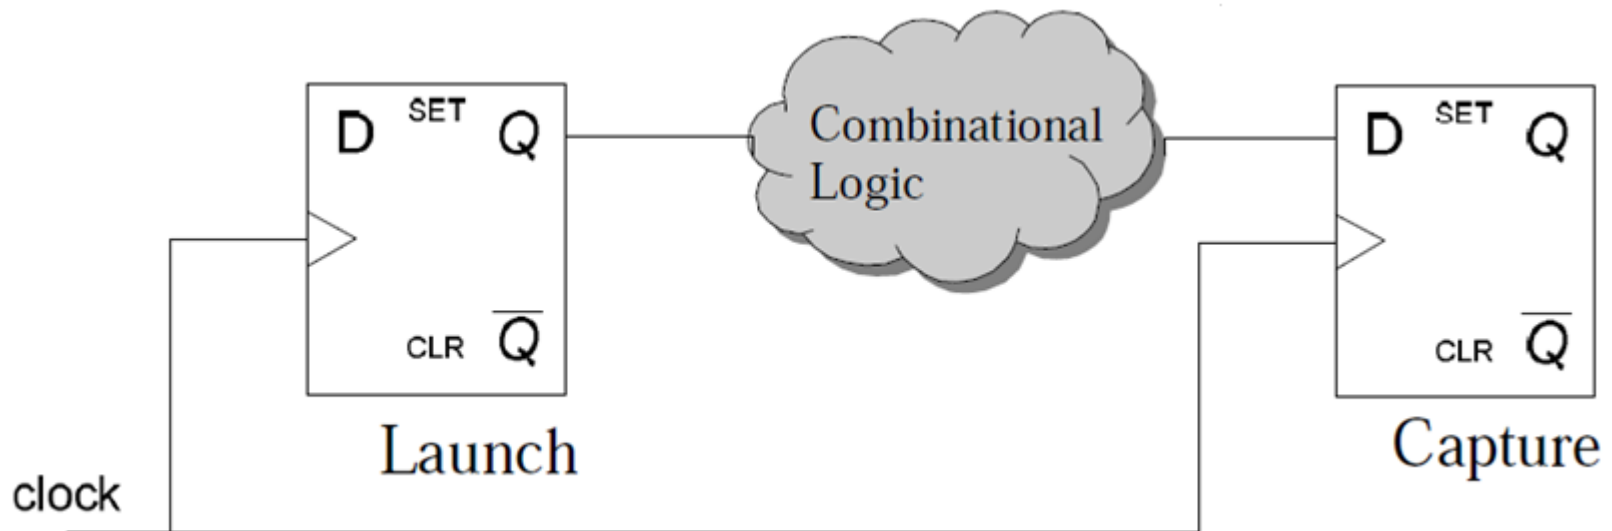 D SET Q
CLR Q̅
Launch
Combinational
Logic
D SET Q
CLR Q̅
Capture
clock